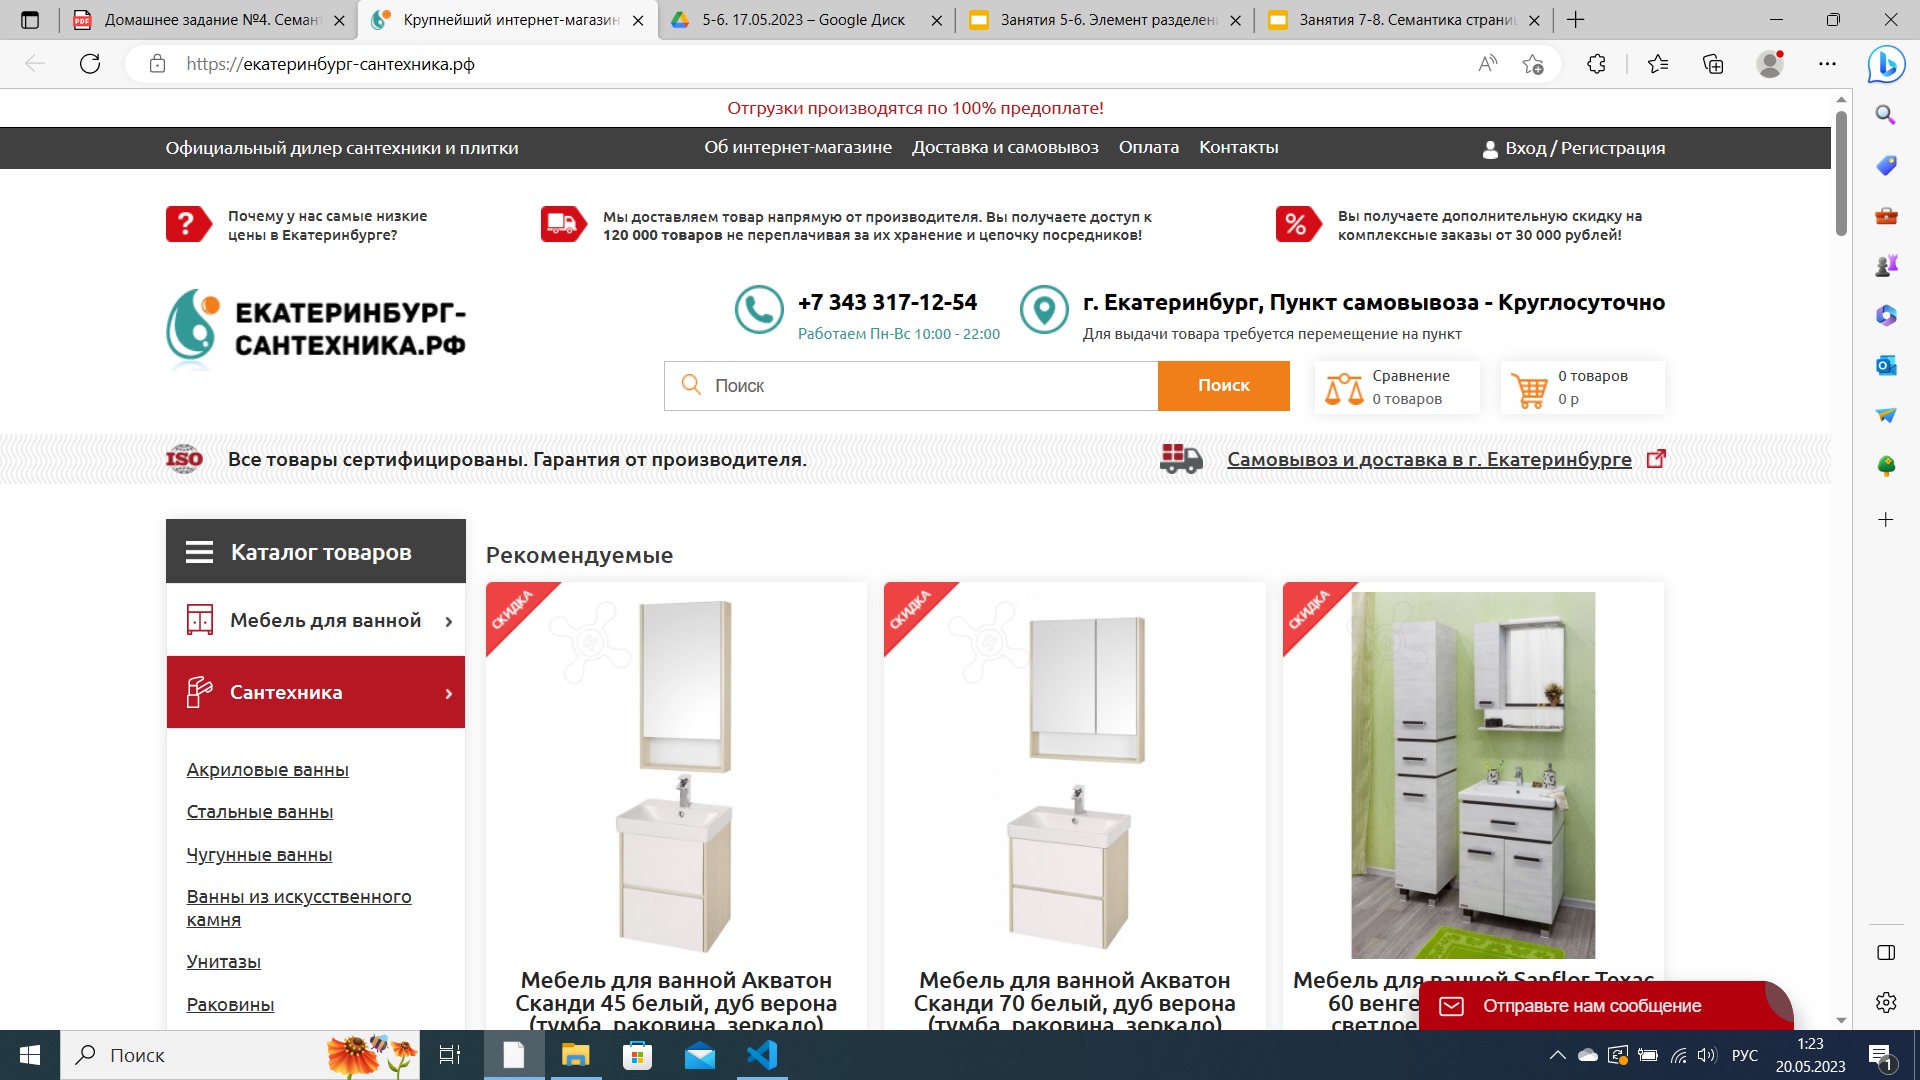 Домашнее задание №4. Семант
Крупнейший интернет-магазин
5-6. 17.05.2023 – Google Диск
Занятия 5-6. Элемент разделени
Занятия 7-8. Семантика страниц
https://екатеринбург-сантехника.рф
Отгрузки производятся по 100% предоплате!
Официальный дилер сантехники и плитки
Об интернет-магазине
Доставка и самовывоз
Оплата
Контакты
Вход / Регистрация
?
Почему у нас самые низкие
цены в Екатеринбурге?
Мы доставляем товар напрямую от производителя. Вы получаете доступ к
120 000 товаров не переплачивая за их хранение и цепочку посредников!
%
Вы получаете дополнительную скидку на
комплексные заказы от 30 000 рублей!
ЕКАТЕРИНБУРГ-
САНТЕХНИКА.РФ
+7 343 317-12-54
Работаем Пн-Вс 10:00 - 22:00
г. Екатеринбург, Пункт самовывоза - Круглосуточно
Для выдачи товара требуется перемещение на пункт
Поиск
Поиск
Сравнение
0 товаров
0 товаров
0 р
ISO
Все товары сертифицированы. Гарантия от производителя.
Самовывоз и доставка в г. Екатеринбурге
Каталог товаров
Мебель для ванной
Сантехника
Акриловые ванны
Стальные ванны
Чугунные ванны
Ванны из искусственного
камня
Унитазы
Раковины
Рекомендуемые
СКИДКА
СКИДКА
СКИДКА
Мебель для ванной Акватон
Сканди 45 белый, дуб верона
(тумба, раковина, зеркало)
Мебель для ванной Акватон
Сканди 70 белый, дуб верона
(тумба, раковина, зеркало)
Мебель для ванной Sanflor Техас
60 венге
светлое
Отправьте нам сообщение
Поиск
РУС
1:23
20.05.2023
1